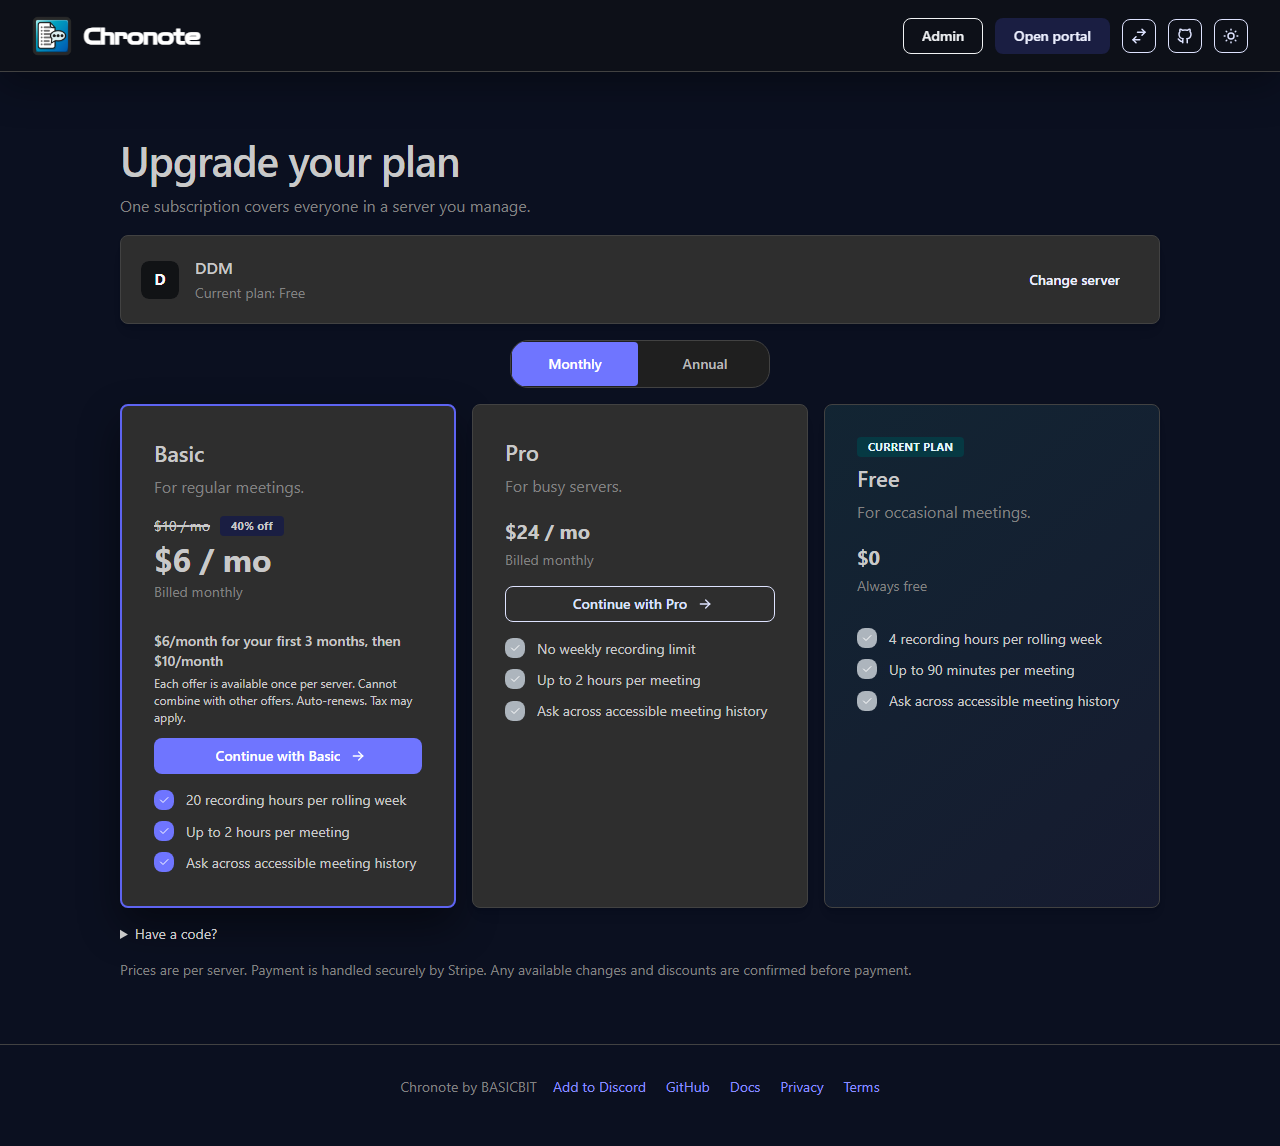 Chronote
Admin
Open portal
Upgrade your plan
One subscription covers everyone in a server you manage.
D
DDM
Current plan: Free
Change server
Monthly
Annual
Basic
For regular meetings.
$10 / mo
40% off
$6 / mo
Billed monthly
$6/month for your first 3 months, then
$10/month
Each offer is available once per server. Cannot
combine with other offers. Auto-renews. Tax may
apply.
Continue with Basic
20 recording hours per rolling week
Up to 2 hours per meeting
Ask across accessible meeting history
Pro
For busy servers.
$24 / mo
Billed monthly
Continue with Pro
No weekly recording limit
Up to 2 hours per meeting
Ask across accessible meeting history
CURRENT PLAN
Free
For occasional meetings.
$0
Always free
4 recording hours per rolling week
Up to 90 minutes per meeting
Ask across accessible meeting history
Have a code?
Prices are per server. Payment is handled securely by Stripe. Any available changes and discounts are confirmed before payment.
Chronote by BASICBIT
Add to Discord
GitHub
Docs
Privacy
Terms